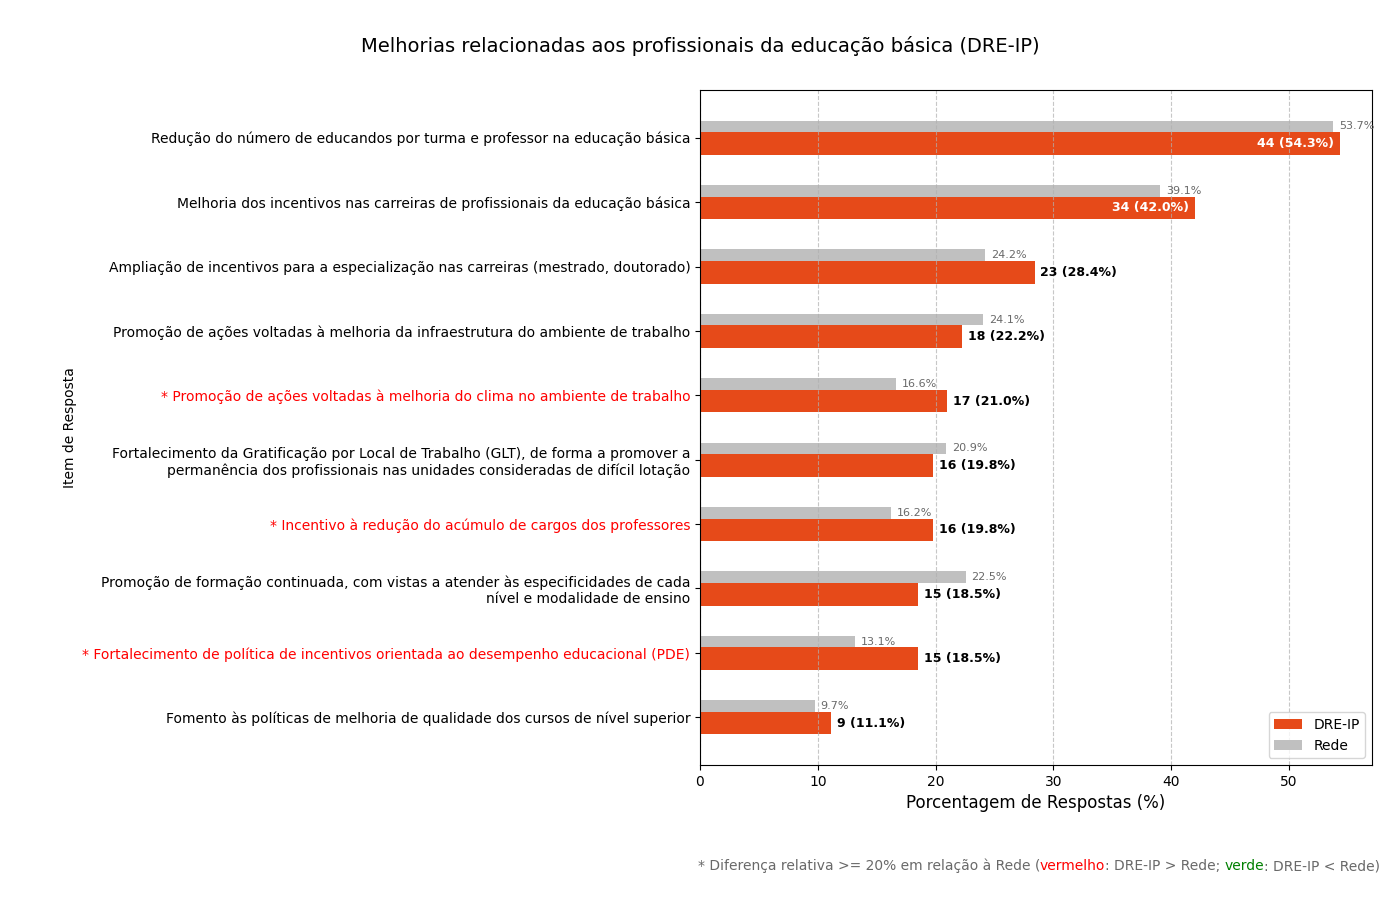 Melhorias relacionadas aos profissionais da educação básica (DRE-IP)
Item de Resposta
Redução do número de educandos por turma e professor na educação básica
53.7%
44 (54.3%)
Melhoria dos incentivos nas carreiras de profissionais da educação básica
39.1%
34 (42.0%)
Ampliação de incentivos para a especialização nas carreiras (mestrado, doutorado)
24.2%
23 (28.4%)
Promoção de ações voltadas à melhoria da infraestrutura do ambiente de trabalho
24.1%
18 (22.2%)
* Promoção de ações voltadas à melhoria do clima no ambiente de trabalho
16.6%
17 (21.0%)
Fortalecimento da Gratificação por Local de Trabalho (GLT), de forma a promover a
permanência dos profissionais nas unidades consideradas de difícil lotação
20.9%
16 (19.8%)
* Incentivo à redução do acúmulo de cargos dos professores
16.2%
16 (19.8%)
Promoção de formação continuada, com vistas a atender às especificidades de cada
nível e modalidade de ensino
22.5%
15 (18.5%)
* Fortalecimento de política de incentivos orientada ao desempenho educacional (PDE)
13.1%
15 (18.5%)
Fomento às políticas de melhoria de qualidade dos cursos de nível superior
9.7%
9 (11.1%)
DRE-IP
Rede
0 10 20 30 40 50
Porcentagem de Respostas (%)
* Diferença relativa >= 20% em relação à Rede (vermelho: DRE-IP > Rede; verde: DRE-IP < Rede)